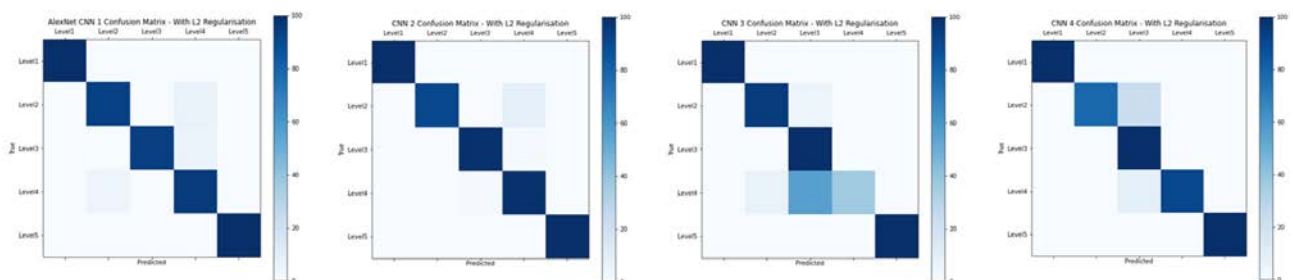 AlexNet CNN 1 Confusion Matrix - With L2 Regularisation
Level1 Level2 Level3 Level4 Level5
100
80
60
40
20
0
Level1
Level2
Level3
Level4
Level5
True
Predicted
CNN 2 Confusion Matrix - With L2 Regularisation
Level1 Level2 Level3 Level4 Level5
100
80
60
40
20
0
Level1
Level2
Level3
Level4
Level5
True
Predicted
CNN 3 Confusion Matrix - With L2 Regularisation
Level1 Level2 Level3 Level4 Level5
100
80
60
40
20
0
Level1
Level2
Level3
Level4
Level5
True
Predicted
CNN 4 Confusion Matrix - With L2 Regularisation
Level1 Level2 Level3 Level4 Level5
100
80
60
40
20
0
Level1
Level2
Level3
Level4
Level5
True
Predicted